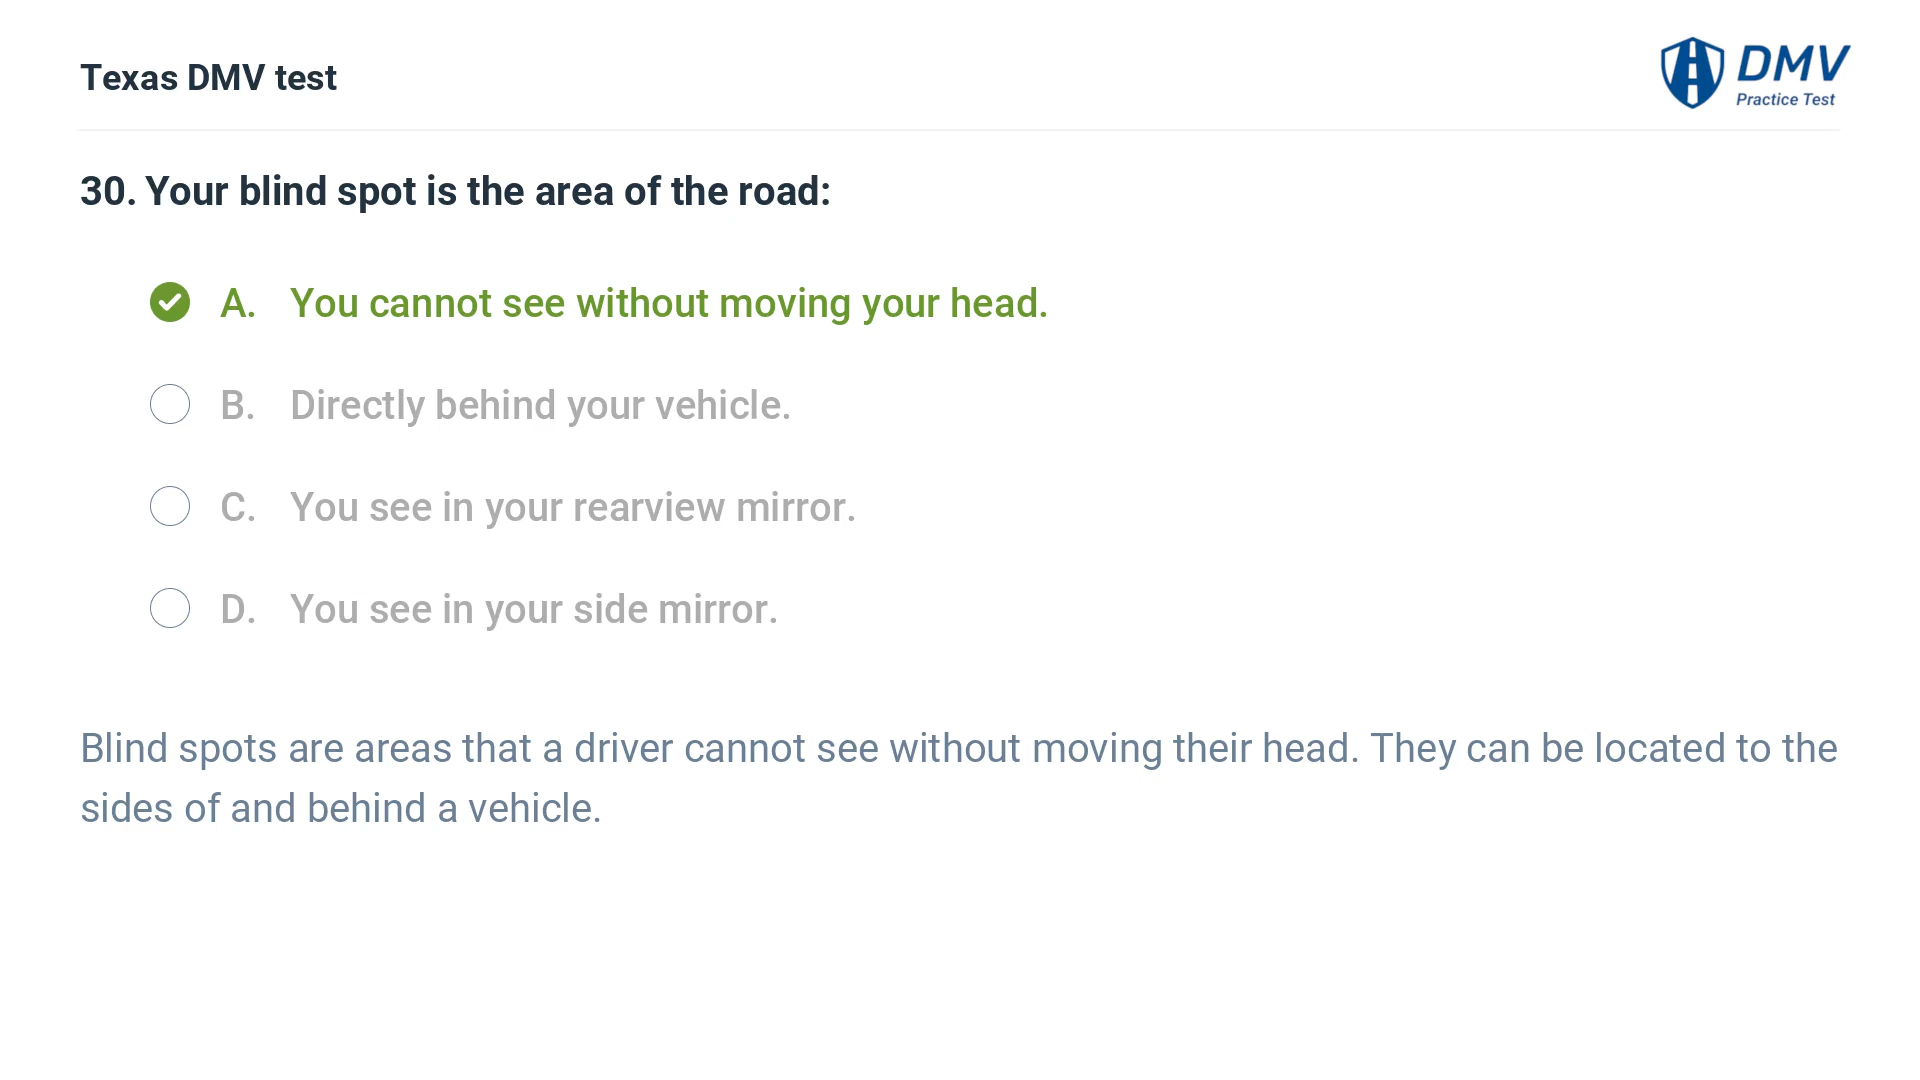 Texas DMV test
DMV
Practice Test
30. Your blind spot is the area of the road:
A. You cannot see without moving your head.
B. Directly behind your vehicle.
C. You see in your rearview mirror.
D. You see in your side mirror.
Blind spots are areas that a driver cannot see without moving their head. They can be located to the
sides of and behind a vehicle.